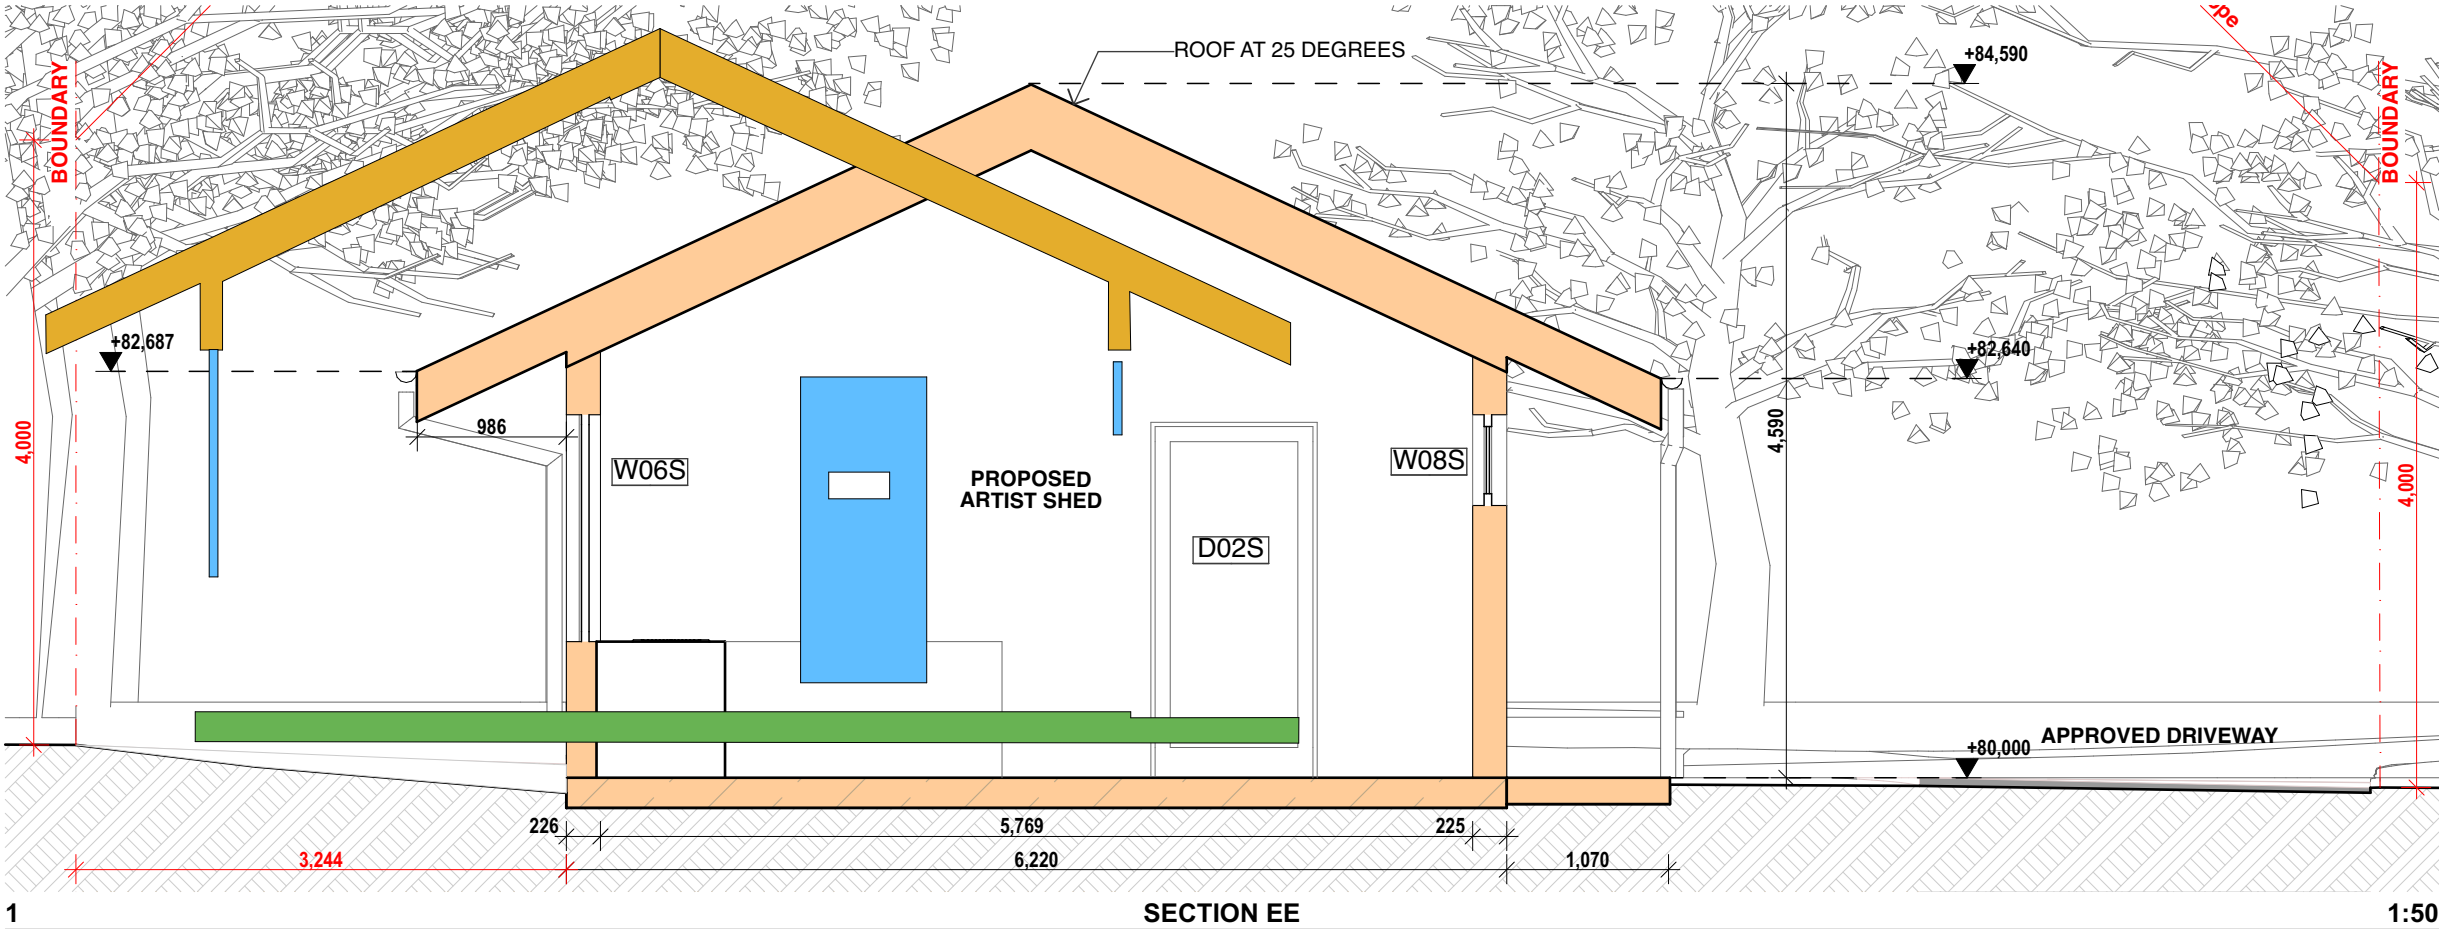 ROOF AT 25 DEGREES
+84,590
BOUNDARY
BOUNDARY
+82,687
+82,640
4,000
986
W06S
PROPOSED
ARTIST SHED
W08S
D02S
4,590
4,000
APPROVED DRIVEWAY
+80,000
226
5,769
225
3,244
6,220
1,070
1
SECTION EE
1:50